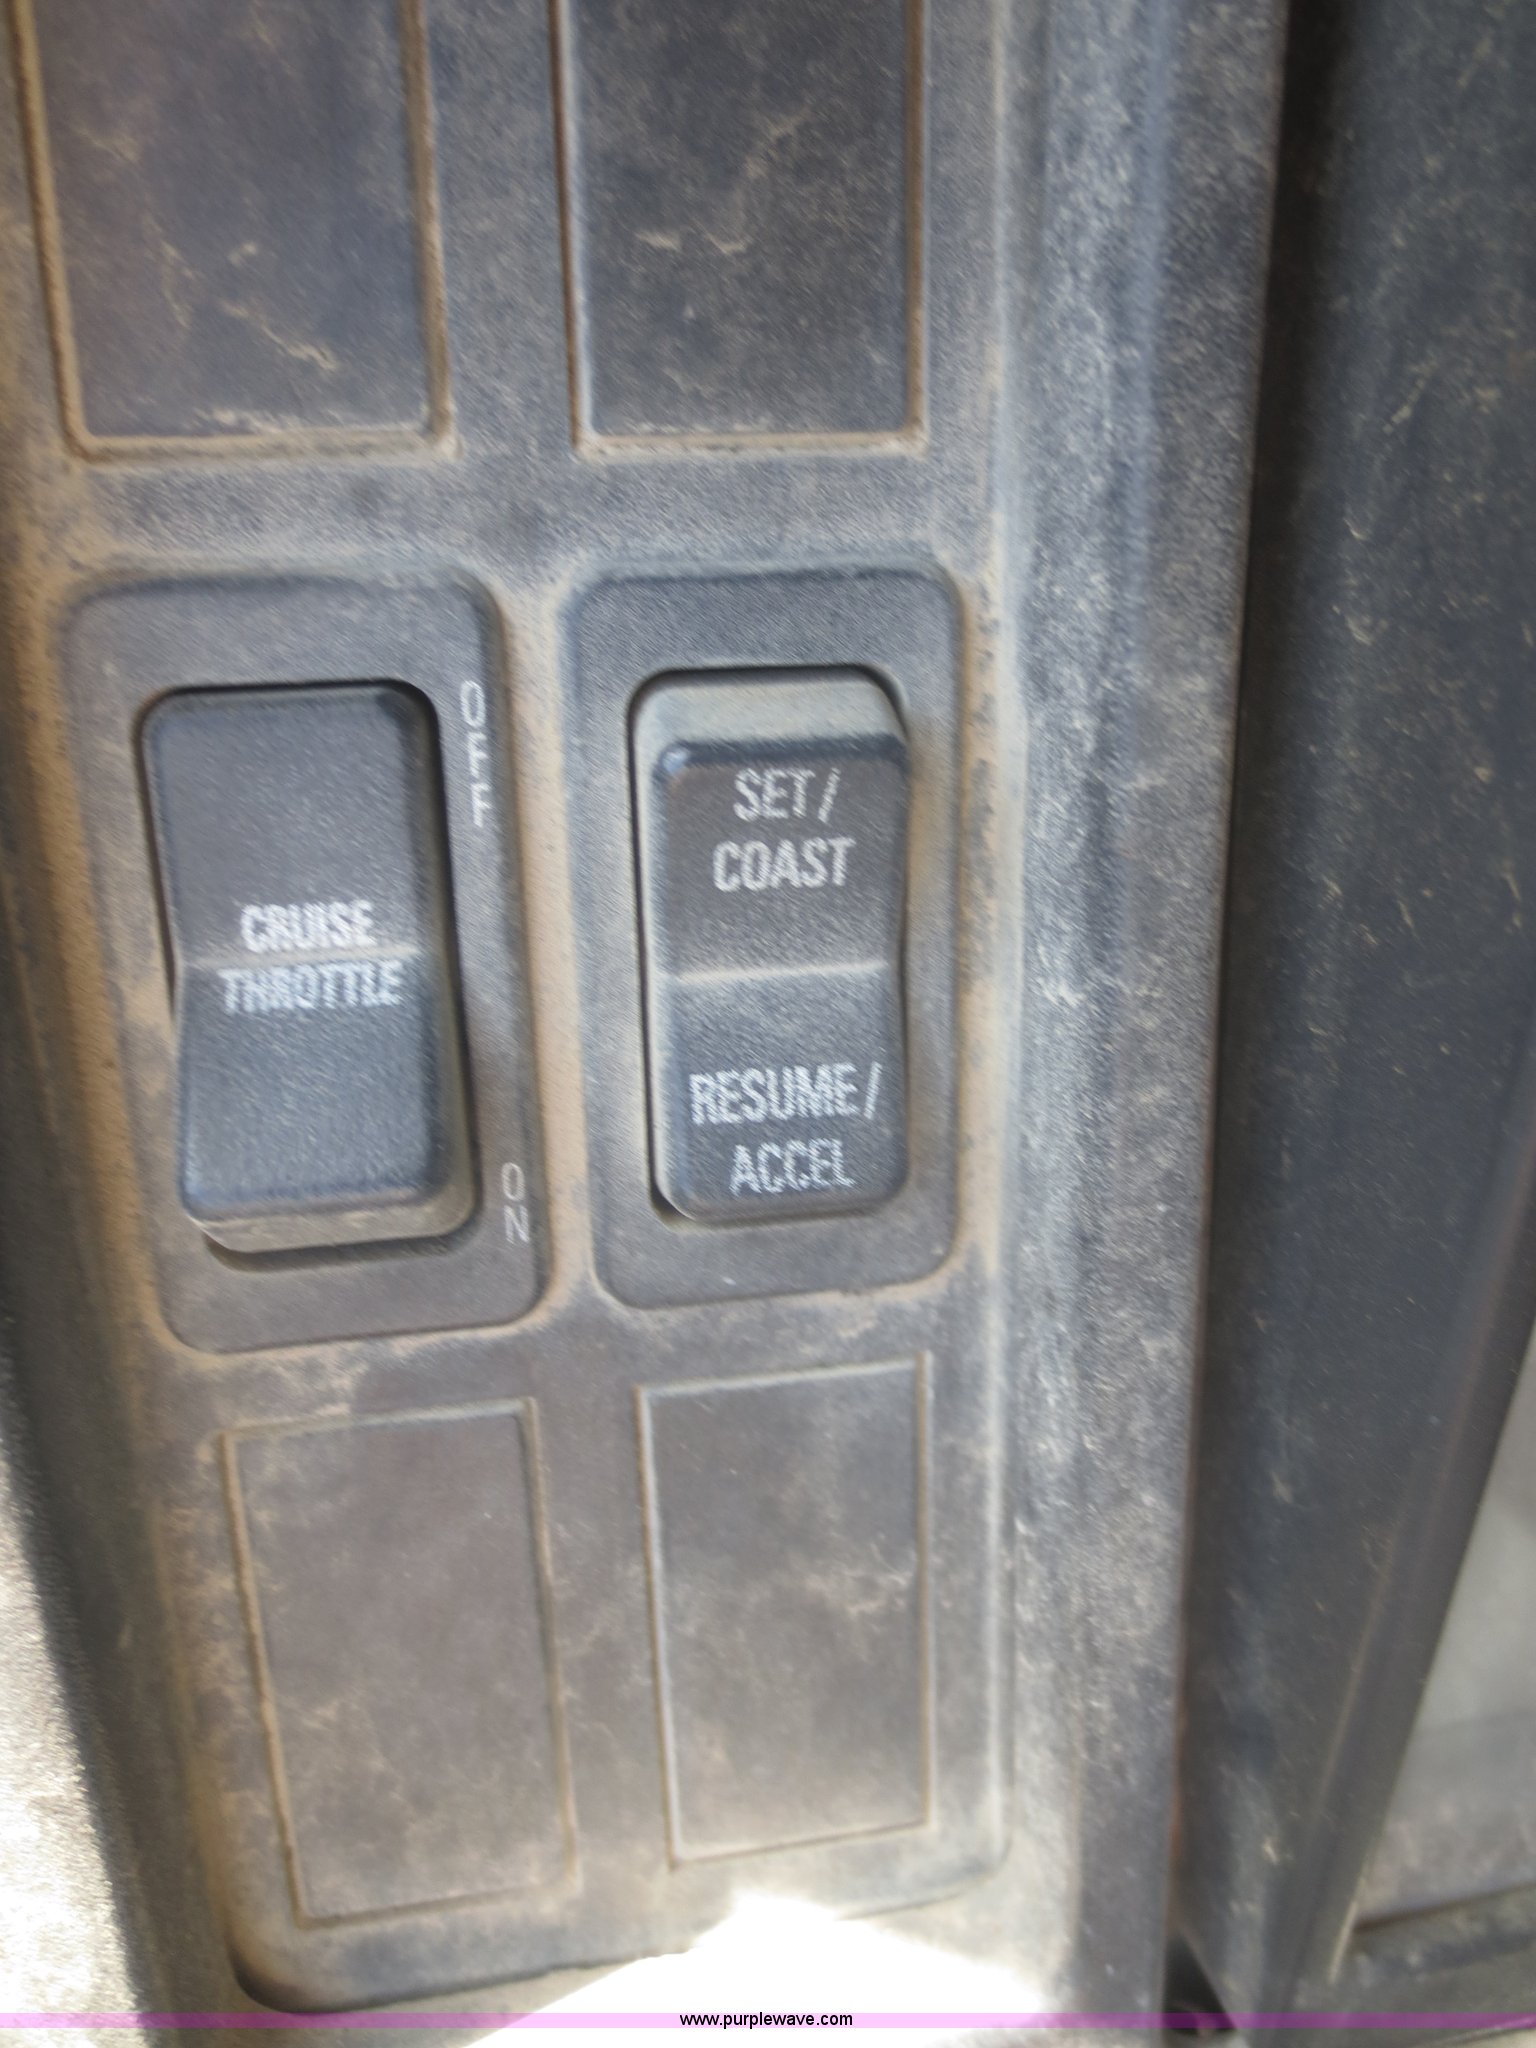 OFF
CRUISE
THROTTLE
ON
SET/
COAST
RESUME/
ACCEL
www.purplewave.com